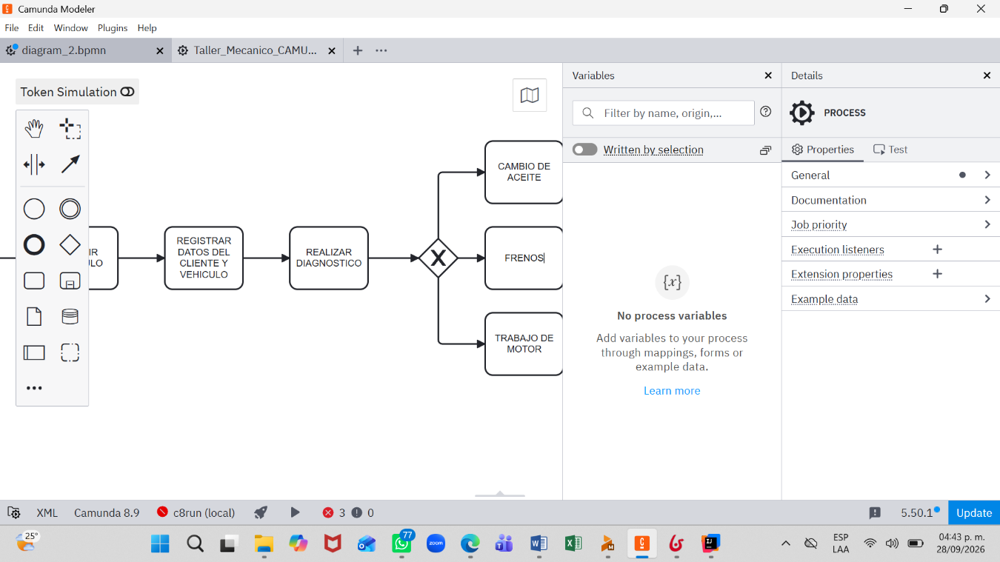 Camunda Modeler
File Edit Window Plugins Help
diagram_2.bpmn
Taller_Mecanico_CAMU...
Token Simulation
IR
JLO
REGISTRAR
DATOS DEL
CLIENTE Y
VEHICULO
REALIZAR
DIAGNOSTICO
X
CAMBIO DE
ACEITE
FRENOS
TRABAJO DE
MOTOR
Variables
Filter by name, origin,...
Written by selection
{x}
No process variables
Add variables to your process
through mappings, forms or
example data.
Learn more
Details
PROCESS
Properties
Test
General
Documentation
Job priority
Execution listeners
Extension properties
Example data
XML
Camunda 8.9
c8run (local)
3
0
5.50.1
Update
25°
77
zoom
ESP
LAA
04:43 p. m.
28/09/2026